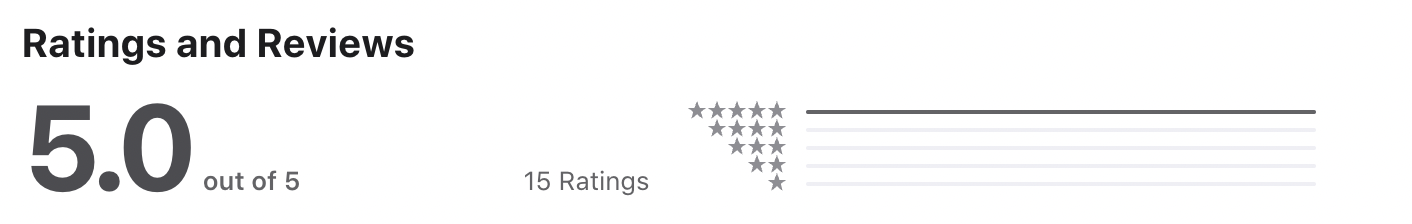 Ratings and Reviews
5.0 out of 5
15 Ratings